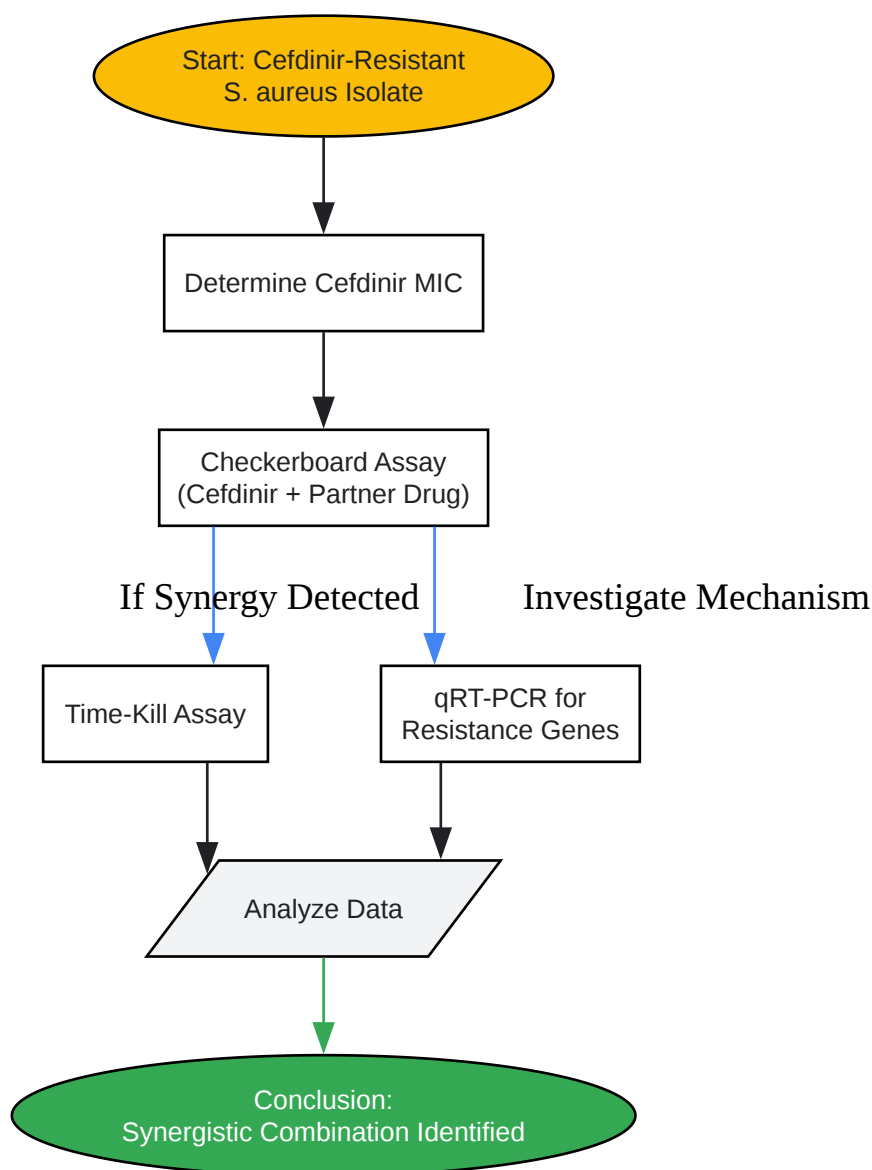 Start: Cefdinir-Resistant
S. aureus Isolate
Determine Cefdinir MIC
Checkerboard Assay
(Cefdinir + Partner Drug)
If Synergy Detected
Investigate Mechanism
Time-Kill Assay
qRT-PCR for
Resistance Genes
Analyze Data
Conclusion:
Synergistic Combination Identified